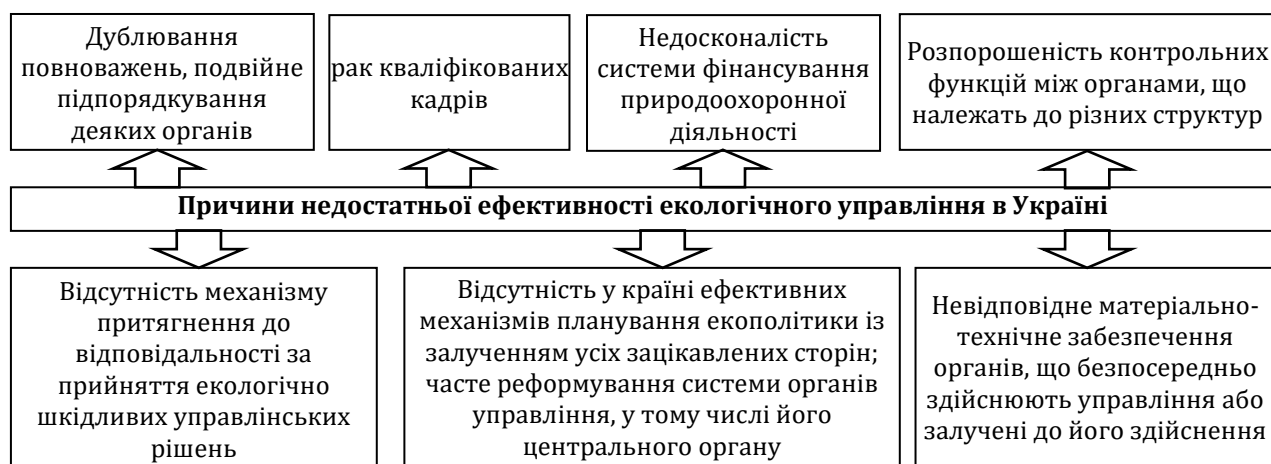 Дублювання
повноважень, подвійне
підпорядкування
деяких органів
рак кваліфікованих
кадрів
Недосконалість
системи фінансування
природоохоронної
діяльності
Розпорошеність контрольних
функцій між органами, що
належать до різних структур
Причини недостатньої ефективності екологічного управління в Україні
Відсутність механізму
притягнення до
відповідальності за
прийняття екологічно
шкідливих управлінських
рішень
Відсутність у країні ефективних
механізмів планування екополітики із
залученням усіх зацікавлених сторін;
часте реформування системи органів
управління, у тому числі його
центрального органу
Невідповідне матеріально-
технічне забезпечення
органів, що безпосередньо
здійснюють управління або
залучені до його здійснення